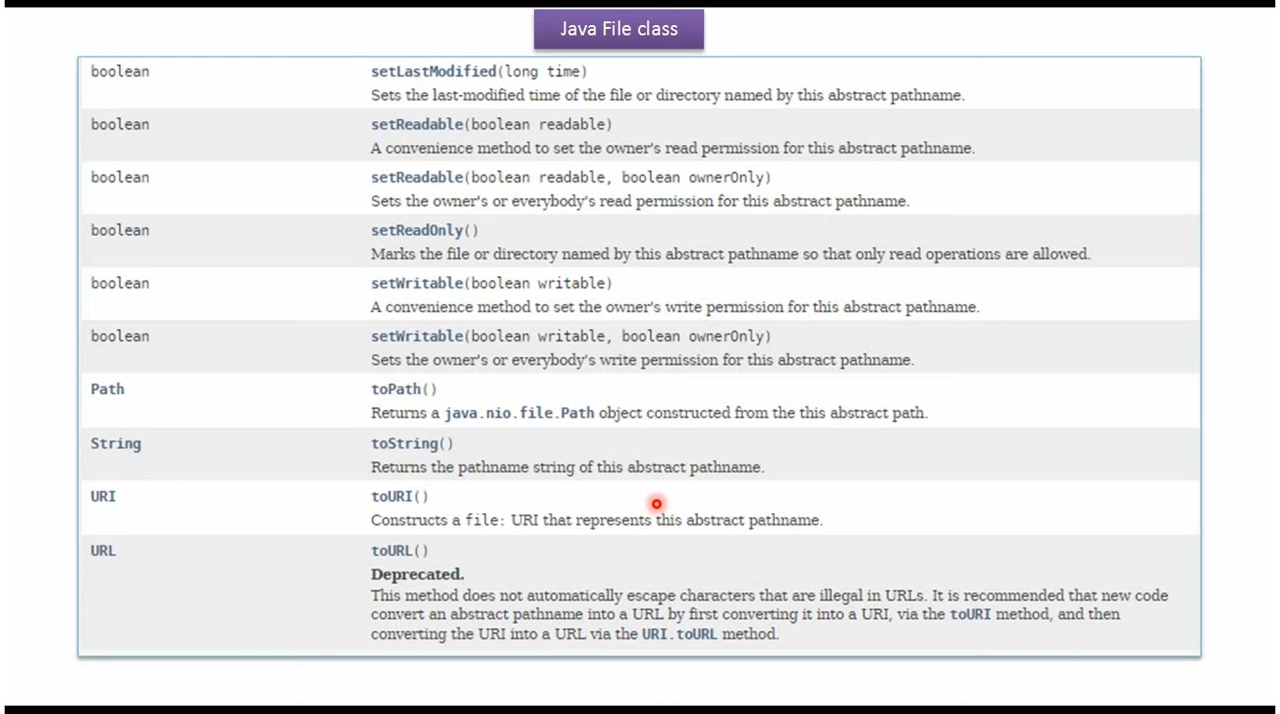 Java File class
boolean setLastModified(long time)
Sets the last-modified time of the file or directory named by this abstract pathname.
boolean setReadable(boolean readable)
A convenience method to set the owner's read permission for this abstract pathname.
boolean setReadable(boolean readable, boolean ownerOnly)
Sets the owner's or everybody's read permission for this abstract pathname.
boolean setReadOnly()
Marks the file or directory named by this abstract pathname so that only read operations are allowed.
boolean setWritable(boolean writable)
A convenience method to set the owner's write permission for this abstract pathname.
boolean setWritable(boolean writable, boolean ownerOnly)
Sets the owner's or everybody's write permission for this abstract pathname.
Path toPath()
Returns a java.nio.file.Path object constructed from the this abstract path.
String toString()
Returns the pathname string of this abstract pathname.
URI toURI()
Constructs a file: URI that represents this abstract pathname.
URL toURL()
Deprecated.
This method does not automatically escape characters that are illegal in URLs. It is recommended that new code
convert an abstract pathname into a URL by first converting it into a URI, via the toURI method, and then
converting the URI into a URL via the URI.toURL method.